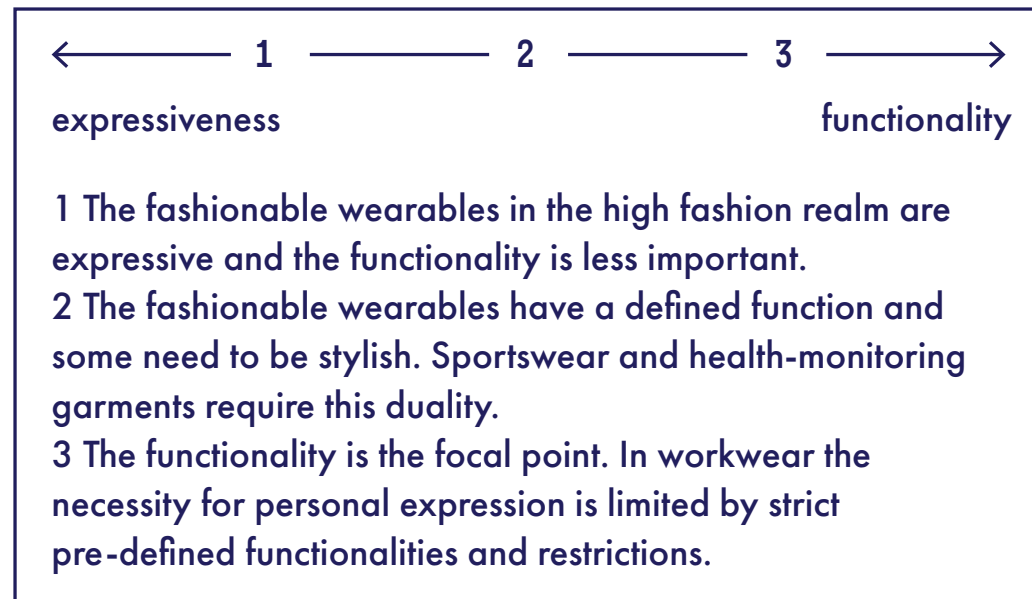 1 2 3
expressiveness functionality
1 The fashionable wearables in the high fashion realm are
expressive and the functionality is less important.
2 The fashionable wearables have a defined function and
some need to be stylish. Sportswear and health-monitoring
garments require this duality.
3 The functionality is the focal point. In workwear the
necessity for personal expression is limited by strict
pre-defined functionalities and restrictions.